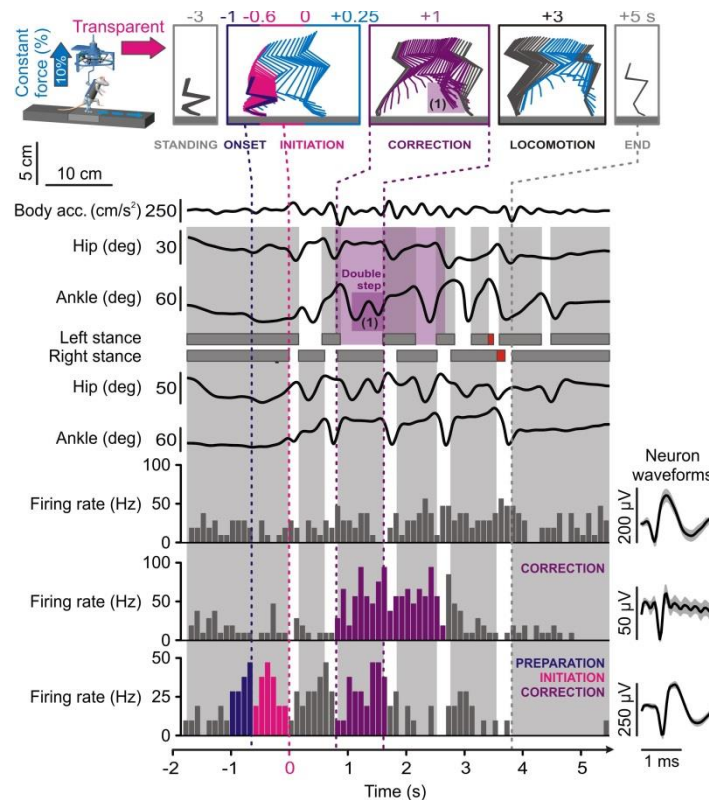 -3 -1 -0.6 0 +0.25 +1 +3 +5 s
Transparent
Constant
force (%)
10%
(1)
STANDING ONSET INITIATION CORRECTION LOCOMOTION END
5 cm
10 cm
Body acc. (cm/s²) 250
Hip (deg) 30
Double
step
Ankle (deg) 60
(1)
Left stance
Right stance
Hip (deg) 50
Ankle (deg) 60
Neuron
waveforms
100
Firing rate (Hz) 50
0
200 µV
100
CORRECTION
Firing rate (Hz) 50
0
50 µV
50
PREPARATION
INITIATION
Firing rate (Hz) 25
CORRECTION
0
250 µV
-2 -1 0 1 2 3 4 5
1 ms
Time (s)